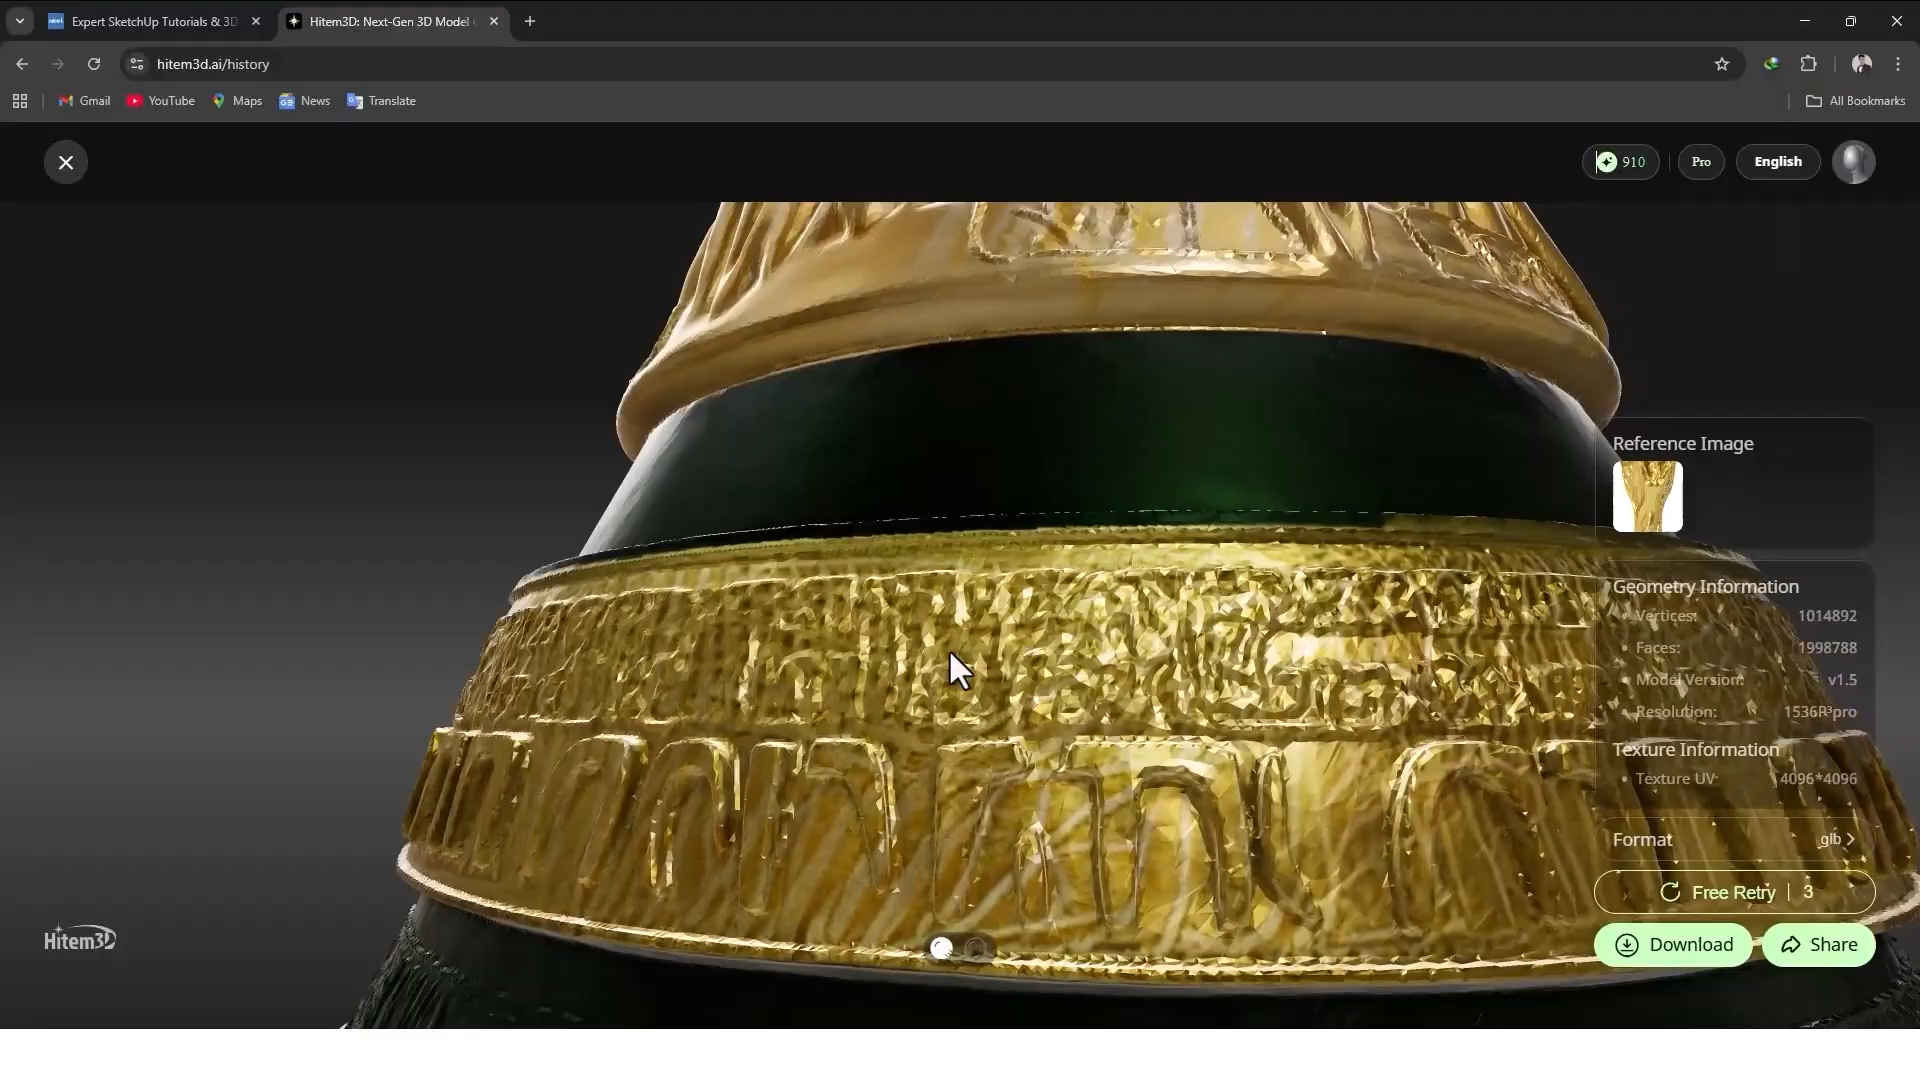 Expert SketchUp Tutorials & 3D
Hitem3D: Next-Gen 3D Model
hitem3d.ai/history
Gmail
YouTube
Maps
News
Translate
All Bookmarks
910
Pro
English
Reference Image
Geometry Information
• Vertices: 1014892
• Faces: 1998788
• Model Version: v1.5
• Resolution: 1536P³pro
Texture Information
• Texture UV 4096*4096
Format glb
Free Retry | 3
Download
Share
Hitem3D